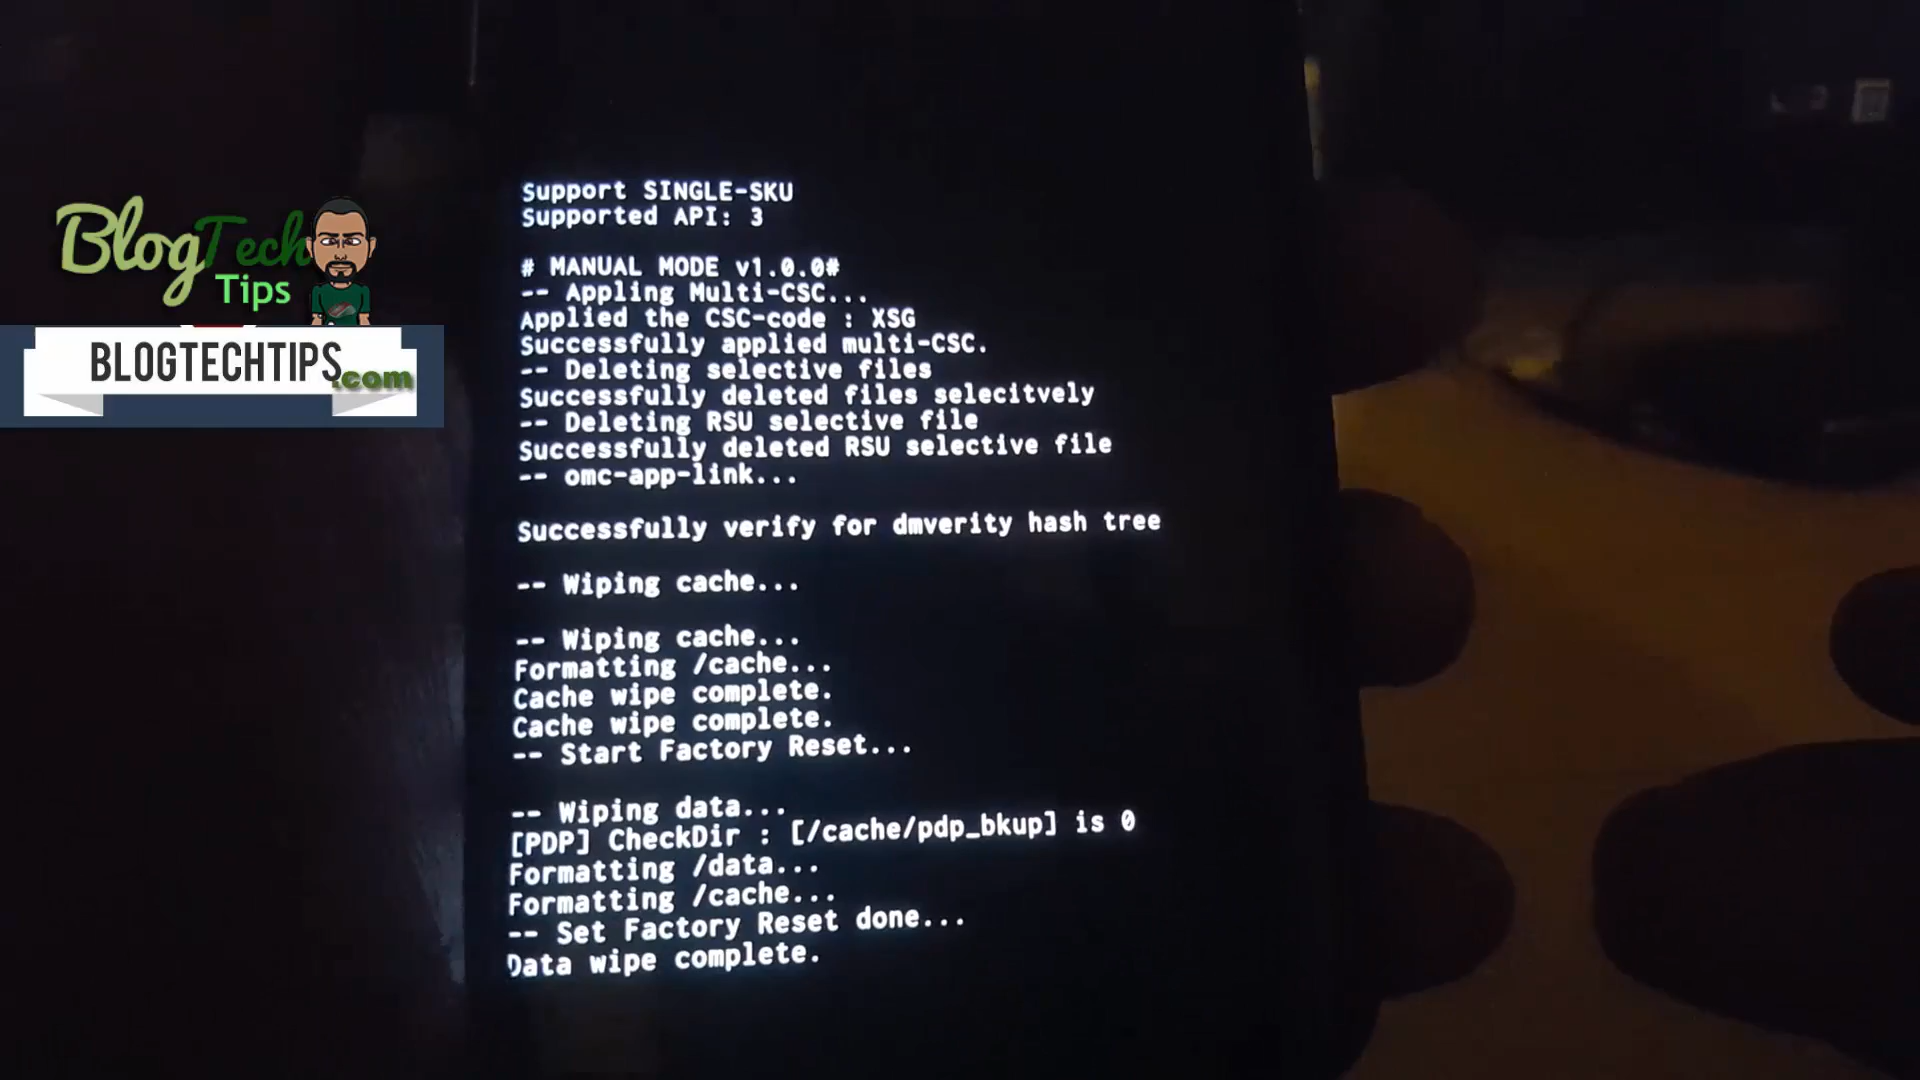 Blog Tech
Tips
BLOGTECHTIPS
.com
Support SINGLE-SKU
Supported API: 3
# MANUAL MODE v1.0.0#
-- Appling Multi-CSC...
Applied the CSC-code : XSG
Successfully applied multi-CSC.
-- Deleting selective files
Successfully deleted files selecitvely
-- Deleting RSU selective file
Successfully deleted RSU selective file
-- omc-app-link...
Successfully verify for dmverity hash tree
-- Wiping cache...
-- Wiping cache...
Formatting /cache...
Cache wipe complete.
Cache wipe complete.
-- Start Factory Reset...
-- Wiping data...
[PDP] CheckDir : [/cache/pdp_bkup] is 0
Formatting /data...
Formatting /cache...
-- Set Factory Reset done...
Data wipe complete.